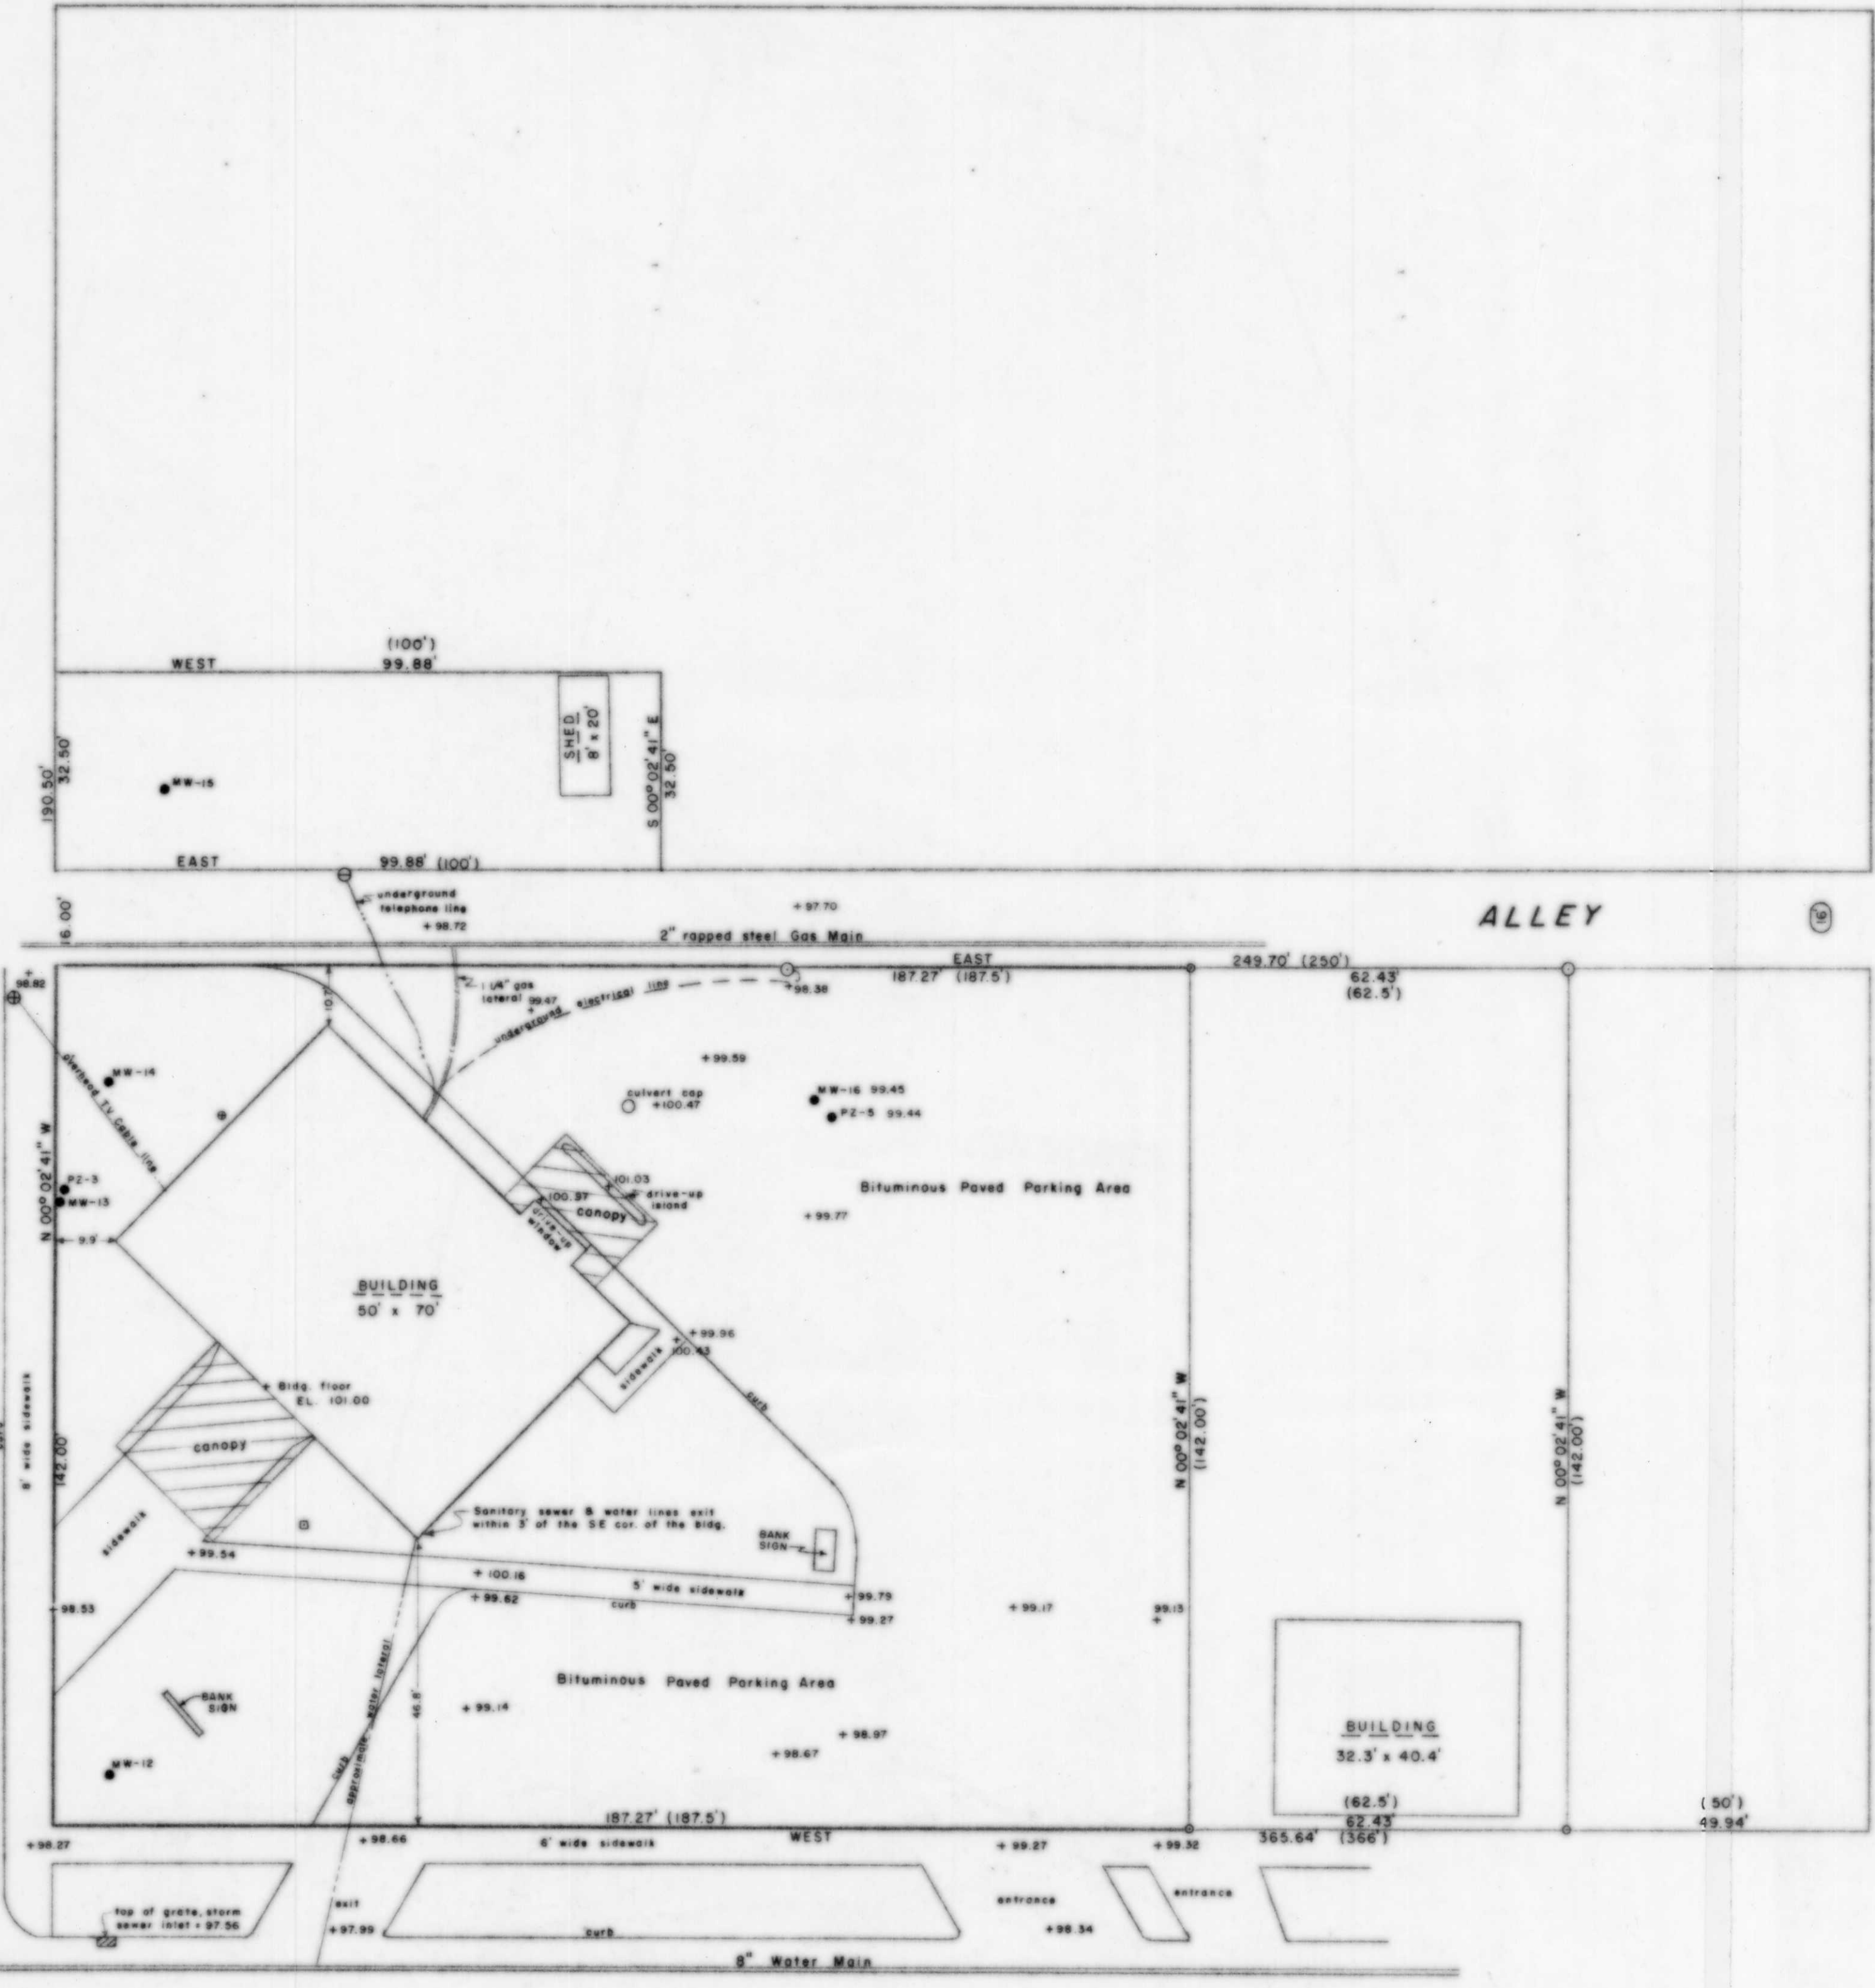 (100')
WEST 99.88'
SHED
8' x 20'
S 00° 02' 41" E
32.50'
190.50'
32.50'
MW-15
EAST 99.88' (100')
underground
telephone line
+98.72
+97.70
16.00'
2" rapped steel Gas Main
ALLEY
16'
EAST
187.27' (187.5')
249.70' (250')
62.43'
(62.5')
98.82
10.7'
1 1/4" gas
lateral 99.47
underground electrical line
+98.38
overhead TV Cable line
MW-14
+99.59
culvert cap
+100.47
MW-16 99.45
PZ-5 99.44
N 00° 02' 41" W
PZ-3
MW-13
9.9'
101.03
drive-up
island
100.97
canopy
drive-up
window
Bituminous Paved Parking Area
+99.77
BUILDING
50' x 70'
+99.96
100.43
sidewalk
curb
+ Bldg. floor
EL. 101.00
canopy
8' wide sidewalk
142.00'
N 00° 02' 41" W
(142.00')
N 00° 02' 41" W
(142.00')
sidewalk
Sanitary sewer & water lines exit
within 3' of the SE cor. of the bldg.
BANK
SIGN
+99.54
+100.16
5' wide sidewalk
+99.62
curb
+99.79
+99.27
+98.53
+99.17
99.13
approximate water lateral
46.8'
Bituminous Paved Parking Area
BANK
SIGN
+99.14
+98.97
+98.67
MW-12
curb
BUILDING
32.3' x 40.4'
(62.5')
62.43'
(50')
49.94'
187.27' (187.5')
WEST
365.64' (366')
+98.27
+98.66
6' wide sidewalk
+99.27
+99.32
exit
+97.99
entrance
entrance
+98.34
top of grate, storm
sewer inlet = 97.56
curb
8" Water Main